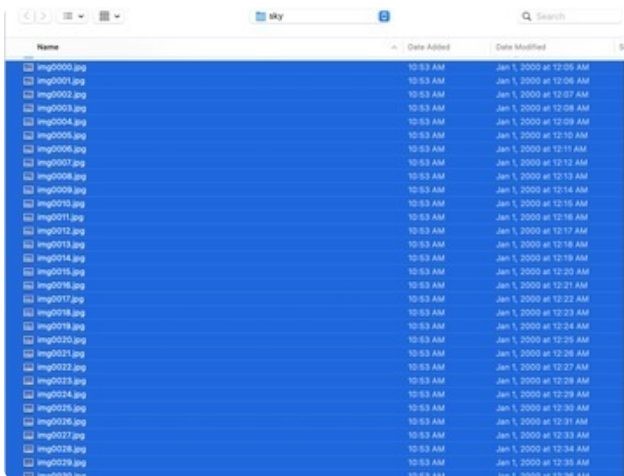 sky
Search
Name Date Added Date Modified S
img0000.jpg 10:53 AM Jan 1, 2000 at 12:05 AM
img0001.jpg 10:53 AM Jan 1, 2000 at 12:06 AM
img0002.jpg 10:53 AM Jan 1, 2000 at 12:07 AM
img0003.jpg 10:53 AM Jan 1, 2000 at 12:08 AM
img0004.jpg 10:53 AM Jan 1, 2000 at 12:09 AM
img0005.jpg 10:53 AM Jan 1, 2000 at 12:10 AM
img0006.jpg 10:53 AM Jan 1, 2000 at 12:11 AM
img0007.jpg 10:53 AM Jan 1, 2000 at 12:12 AM
img0008.jpg 10:53 AM Jan 1, 2000 at 12:13 AM
img0009.jpg 10:53 AM Jan 1, 2000 at 12:14 AM
img0010.jpg 10:53 AM Jan 1, 2000 at 12:15 AM
img0011.jpg 10:53 AM Jan 1, 2000 at 12:16 AM
img0012.jpg 10:53 AM Jan 1, 2000 at 12:17 AM
img0013.jpg 10:53 AM Jan 1, 2000 at 12:18 AM
img0014.jpg 10:53 AM Jan 1, 2000 at 12:19 AM
img0015.jpg 10:53 AM Jan 1, 2000 at 12:20 AM
img0016.jpg 10:53 AM Jan 1, 2000 at 12:21 AM
img0017.jpg 10:53 AM Jan 1, 2000 at 12:22 AM
img0018.jpg 10:53 AM Jan 1, 2000 at 12:23 AM
img0019.jpg 10:53 AM Jan 1, 2000 at 12:24 AM
img0020.jpg 10:53 AM Jan 1, 2000 at 12:25 AM
img0021.jpg 10:53 AM Jan 1, 2000 at 12:26 AM
img0022.jpg 10:53 AM Jan 1, 2000 at 12:27 AM
img0023.jpg 10:53 AM Jan 1, 2000 at 12:28 AM
img0024.jpg 10:53 AM Jan 1, 2000 at 12:29 AM
img0025.jpg 10:53 AM Jan 1, 2000 at 12:30 AM
img0026.jpg 10:53 AM Jan 1, 2000 at 12:31 AM
img0027.jpg 10:53 AM Jan 1, 2000 at 12:33 AM
img0028.jpg 10:53 AM Jan 1, 2000 at 12:34 AM
img0029.jpg 10:53 AM Jan 1, 2000 at 12:35 AM